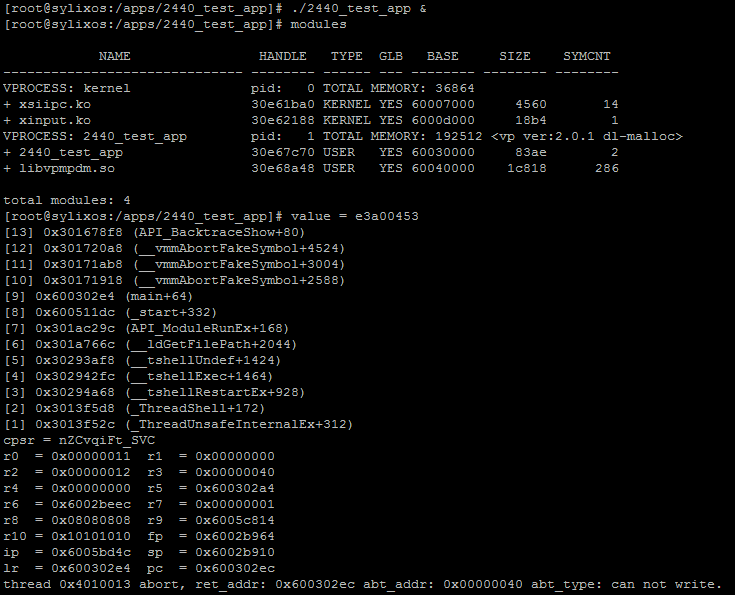 [root@sylixos:/apps/2440_test_app]# ./2440_test_app &
[root@sylixos:/apps/2440_test_app]# modules
NAME HANDLE TYPE GLB BASE SIZE SYMCNT
------------------------------ -------- ------ --- -------- -------- --------
VPROCESS: kernel pid: 0 TOTAL MEMORY: 36864
+ xsiipc.ko 30e61ba0 KERNEL YES 60007000 4560 14
+ xinput.ko 30e62188 KERNEL YES 6000d000 18b4 1
VPROCESS: 2440_test_app pid: 1 TOTAL MEMORY: 192512 <vp ver:2.0.1 dl-malloc>
+ 2440_test_app 30e67c70 USER YES 60030000 83ae 2
+ libvpmpdm.so 30e68a48 USER YES 60040000 1c818 286
total modules: 4
[root@sylixos:/apps/2440_test_app]# value = e3a00453
[13] 0x301678f8 (API_BacktraceShow+80)
[12] 0x301720a8 (__vmmAbortFakeSymbol+4524)
[11] 0x30171ab8 (__vmmAbortFakeSymbol+3004)
[10] 0x30171918 (__vmmAbortFakeSymbol+2588)
[9] 0x600302e4 (main+64)
[8] 0x600511dc (_start+332)
[7] 0x301ac29c (API_ModuleRunEx+168)
[6] 0x301a766c (__ldGetFilePath+2044)
[5] 0x30293af8 (__tshellUndef+1424)
[4] 0x302942fc (__tshellExec+1464)
[3] 0x30294a68 (__tshellRestartEx+928)
[2] 0x3013f5d8 (_ThreadShell+172)
[1] 0x3013f52c (_ThreadUnsafeInternalEx+312)
cpsr = nZCvqiFt_SVC
r0 = 0x00000011 r1 = 0x00000000
r2 = 0x00000012 r3 = 0x00000040
r4 = 0x00000000 r5 = 0x600302a4
r6 = 0x6002beec r7 = 0x00000001
r8 = 0x08080808 r9 = 0x6005c814
r10 = 0x10101010 fp = 0x6002b964
ip = 0x6005bd4c sp = 0x6002b910
lr = 0x600302e4 pc = 0x600302ec
thread 0x4010013 abort, ret_addr: 0x600302ec abt_addr: 0x00000040 abt_type: can not write.